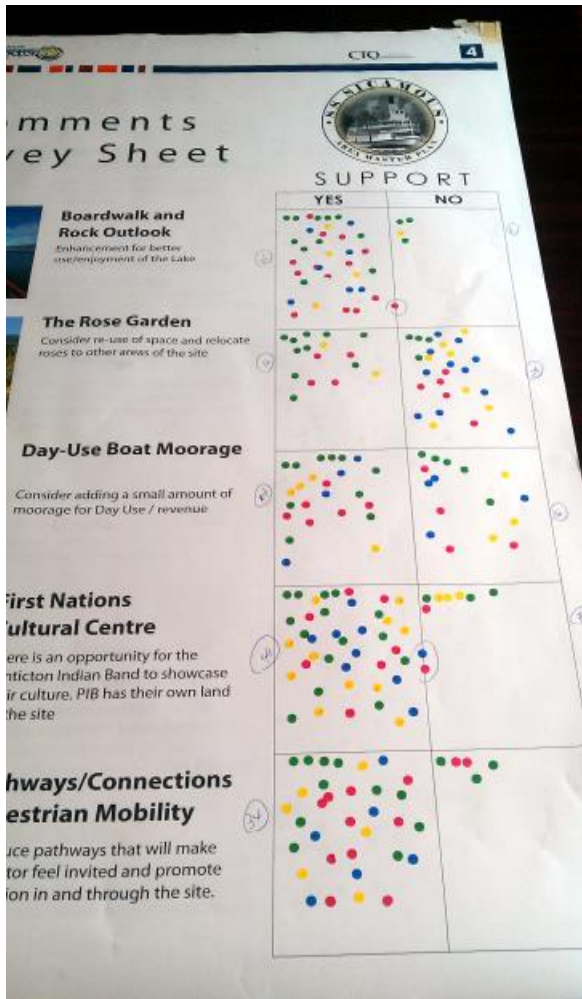 CTQ
4
SS SICAMOUS
AREA MASTER PLAN
omments
vey Sheet
SUPPORT
YES NO
Boardwalk and
Rock Outlook
Enhancement for better
use/enjoyment of the Lake
The Rose Garden
Consider re-use of space and relocate
roses to other areas of the site
Day-Use Boat Moorage
Consider adding a small amount of
moorage for Day Use / revenue
First Nations
ultural Centre
ere is an opportunity for the
nticton Indian Band to showcase
ir culture. PIB has their own land
the site
hways/Connections
estrian Mobility
uce pathways that will make
tor feel invited and promote
ion in and through the site.